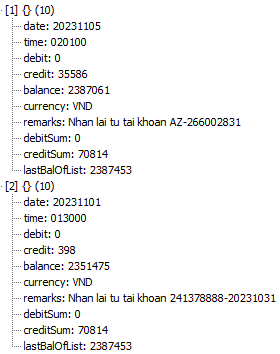 [1] {} (10)
date: 20231105
time: 020100
debit: 0
credit: 35586
balance: 2387061
currency: VND
remarks: Nhan lai tu tai khoan AZ-266002831
debitSum: 0
creditSum: 70814
lastBalOfList: 2387453
[2] {} (10)
date: 20231101
time: 013000
debit: 0
credit: 398
balance: 2351475
currency: VND
remarks: Nhan lai tu tai khoan 241378888-20231031
debitSum: 0
creditSum: 70814
lastBalOfList: 2387453